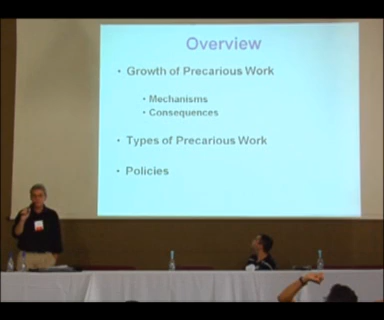 Overview
• Growth of Precarious Work
• Mechanisms
• Consequences
• Types of Precarious Work
• Policies